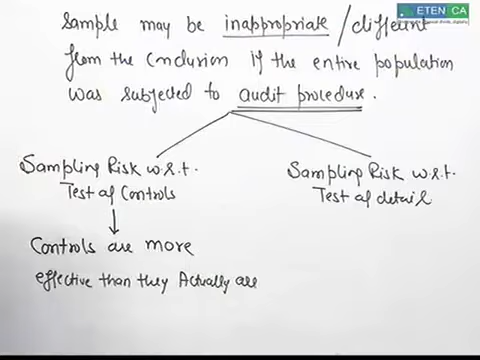 ETEN CA
Sample may be inappropriate / different
from the conclusion if the entire population
was subjected to audit procedure.
Sampling Risk w.r.t.
Test of Controls
Sampling Risk w.r.t.
Test of detail
Controls are more
effective than they Actually are